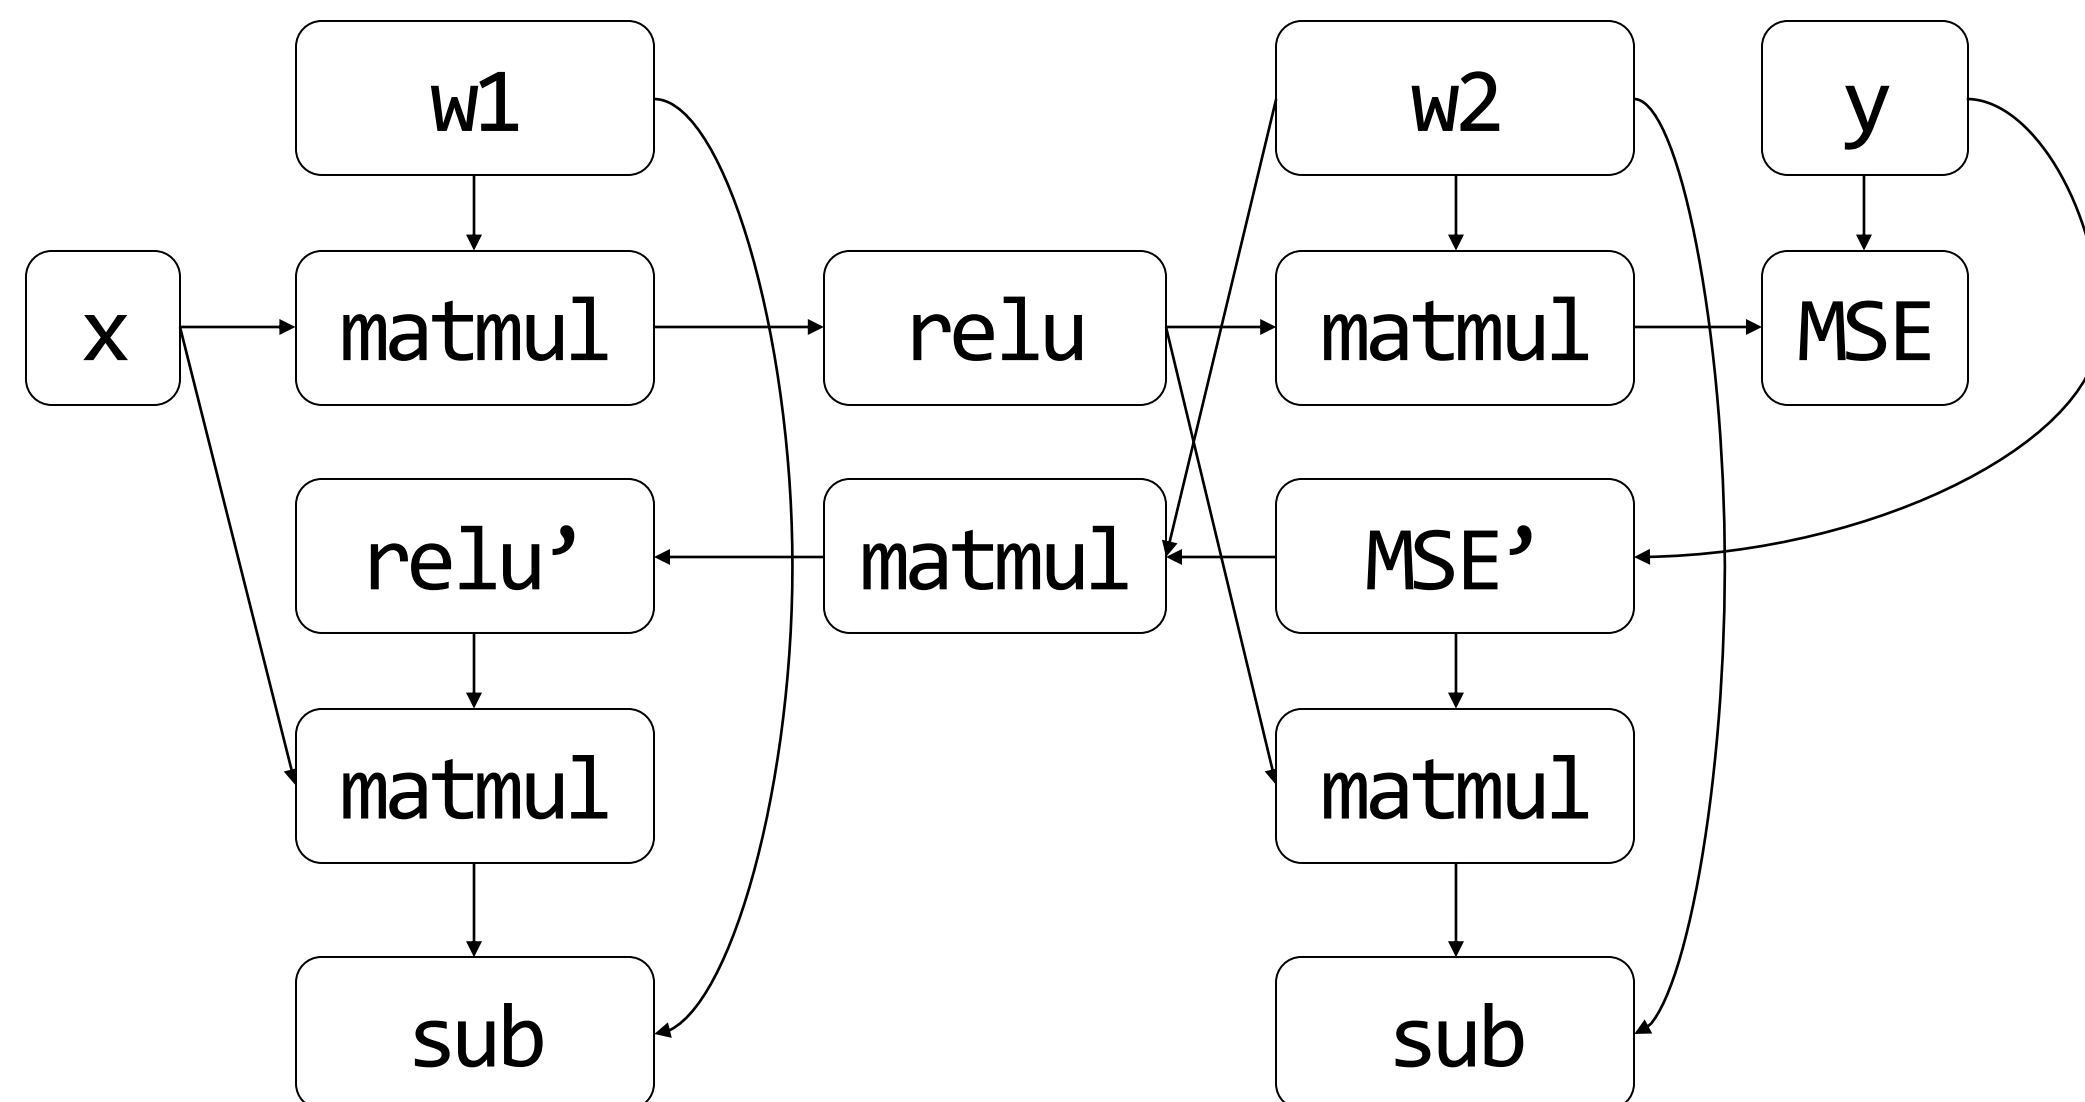 w1
w2
y
x
matmul
relu
matmul
MSE
relu’
matmul
MSE’
matmul
matmul
sub
sub